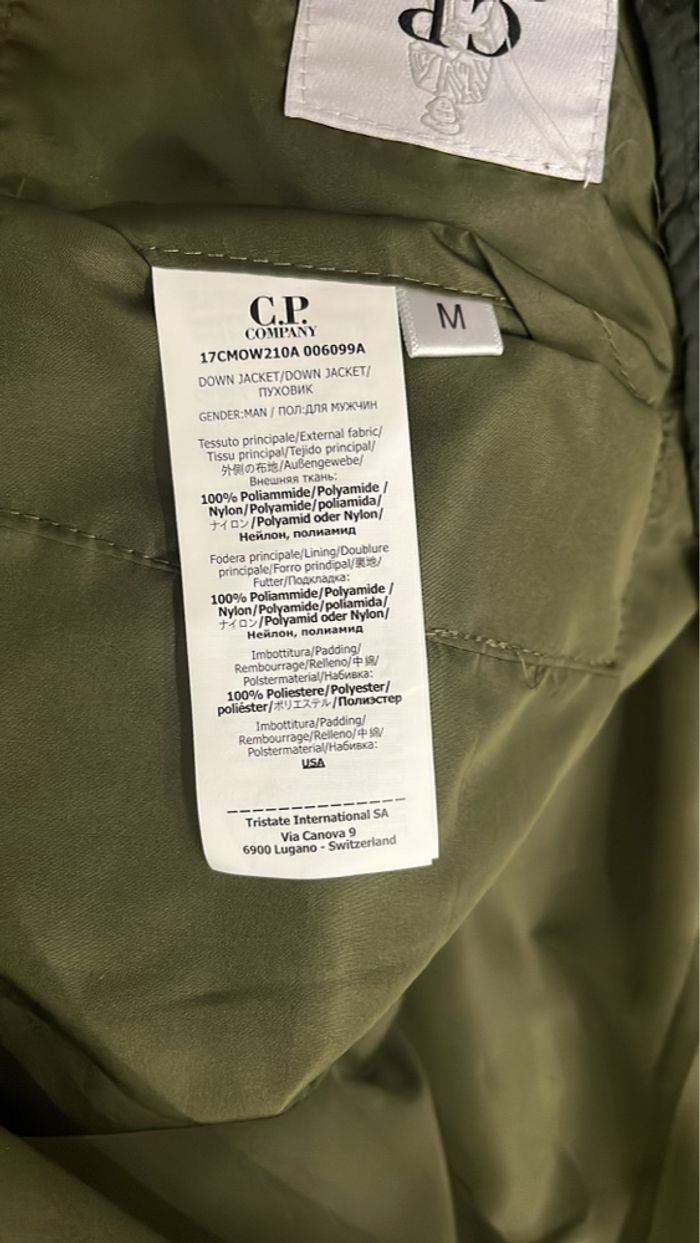 CP
C.P.
COMPANY
M
17CMOW210A 006099A
DOWN JACKET/DOWN JACKET/
ПУХОВИК
GENDER:MAN / ПОЛ:ДЛЯ МУЖЧИН
Tessuto principale/External fabric/
Tissu principal/Tejido principal/
外側の布地/Außengewebe/
Внешняя ткань:
100% Poliammide/Polyamide /
Nylon/Polyamide/poliamida/
ナイロン/Polyamid oder Nylon/
Нейлон, полиамид
Fodera principale/Lining/Doublure
principale/Forro prindipal/裏地/
Futter/Подкладка:
100% Poliammide/Polyamide /
Nylon/Polyamide/poliamida/
ナイロン/Polyamid oder Nylon/
Нейлон, полиамид
Imbottitura/Padding/
Rembourrage/Relleno/中綿/
Polstermaterial/Набивка:
100% Poliestere/Polyester/
poliéster/ポリエステル/Полиэстер
Imbottitura/Padding/
Rembourrage/Relleno/中綿/
Polstermaterial/Набивка:
USA
Tristate International SA
Via Canova 9
6900 Lugano - Switzerland